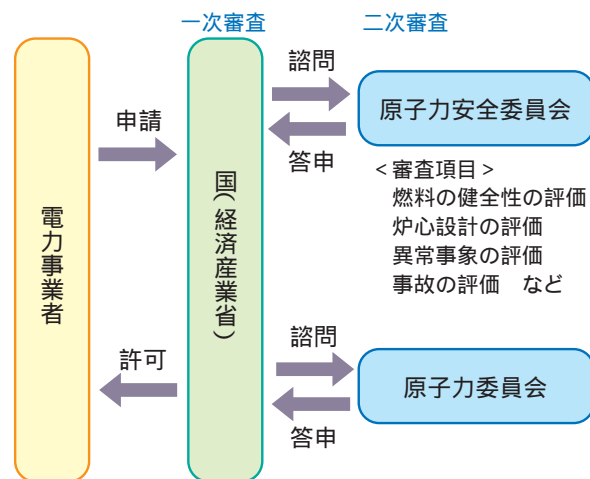 一次審査
二次審査
電力事業者
申請
許可
国(経済産業省)
諮問
答申
原子力安全委員会
<審査項目>
燃料の健全性の評価
炉心設計の評価
異常事象の評価
事故の評価　など
諮問
答申
原子力委員会